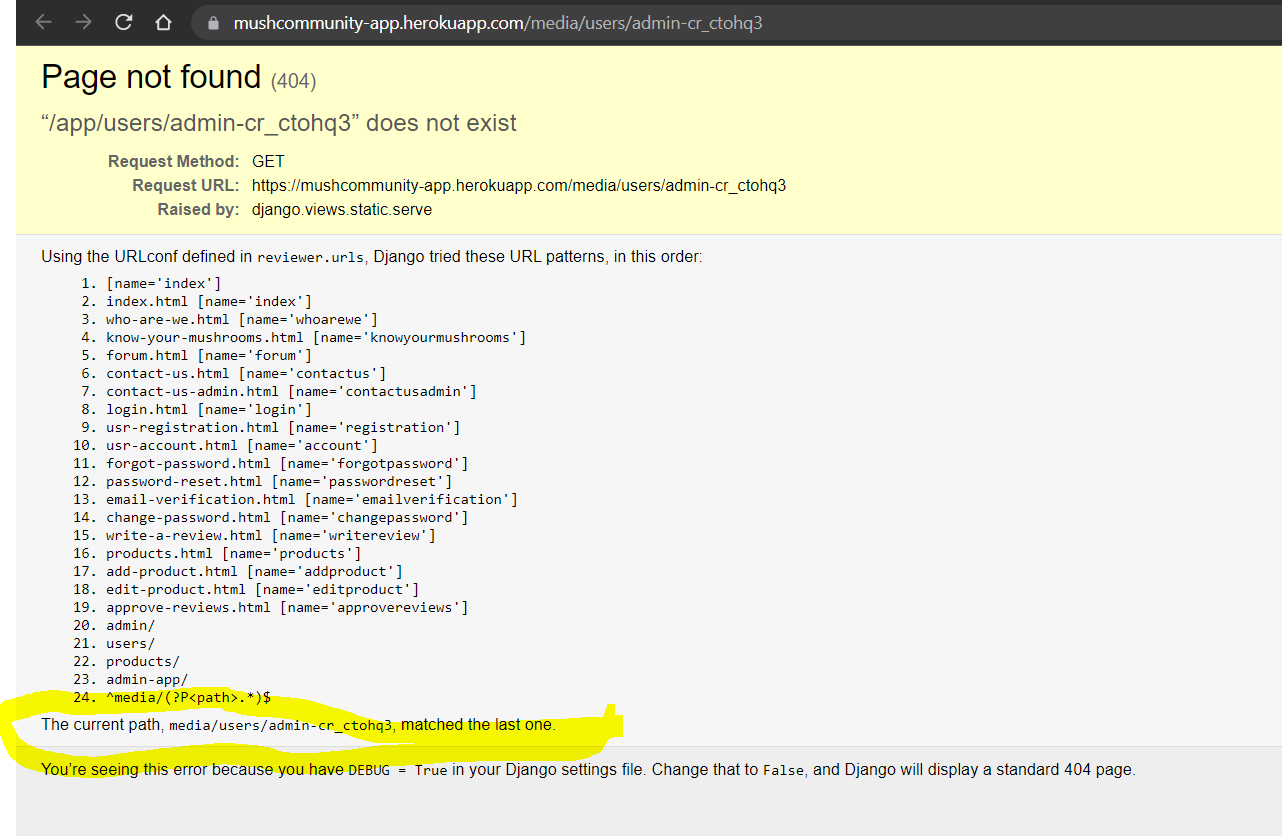 mushcommunity-app.herokuapp.com/media/users/admin-cr_ctohq3
Page not found (404)
“/app/users/admin-cr_ctohq3” does not exist
Request Method: GET
Request URL: https://mushcommunity-app.herokuapp.com/media/users/admin-cr_ctohq3
Raised by: django.views.static.serve
Using the URLconf defined in reviewer.urls, Django tried these URL patterns, in this order:
1. [name='index']
2. index.html [name='index']
3. who-are-we.html [name='whoarewe']
4. know-your-mushrooms.html [name='knowyourmushrooms']
5. forum.html [name='forum']
6. contact-us.html [name='contactus']
7. contact-us-admin.html [name='contactusadmin']
8. login.html [name='login']
9. usr-registration.html [name='registration']
10. usr-account.html [name='account']
11. forgot-password.html [name='forgotpassword']
12. password-reset.html [name='passwordreset']
13. email-verification.html [name='emailverification']
14. change-password.html [name='changepassword']
15. write-a-review.html [name='writereview']
16. products.html [name='products']
17. add-product.html [name='addproduct']
18. edit-product.html [name='editproduct']
19. approve-reviews.html [name='approvereviews']
20. admin/
21. users/
22. products/
23. admin-app/
24. ^media/(?P<path>.*)$
The current path, media/users/admin-cr_ctohq3, matched the last one.
You’re seeing this error because you have DEBUG = True in your Django settings file. Change that to False, and Django will display a standard 404 page.